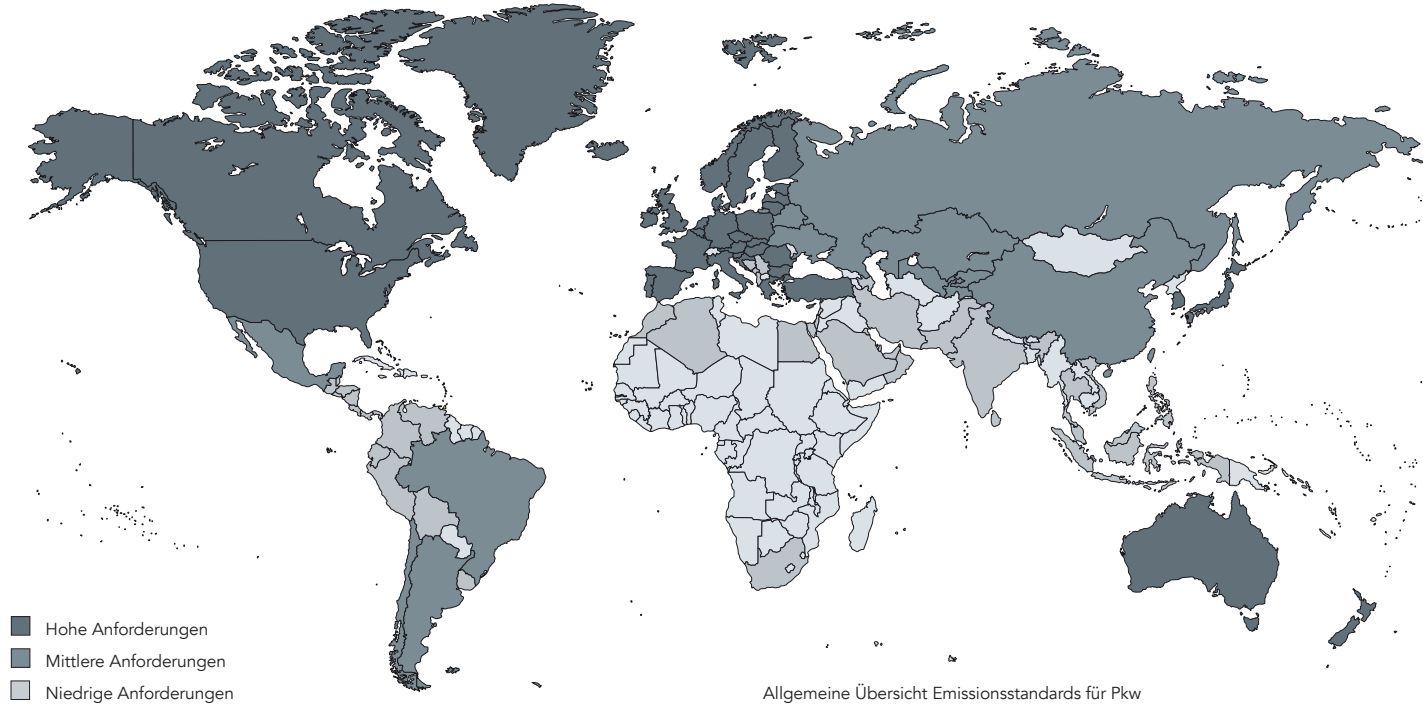 Hohe Anforderungen
Mittlere Anforderungen
Niedrige Anforderungen
Allgemeine Übersicht Emissionsstandards für Pkw